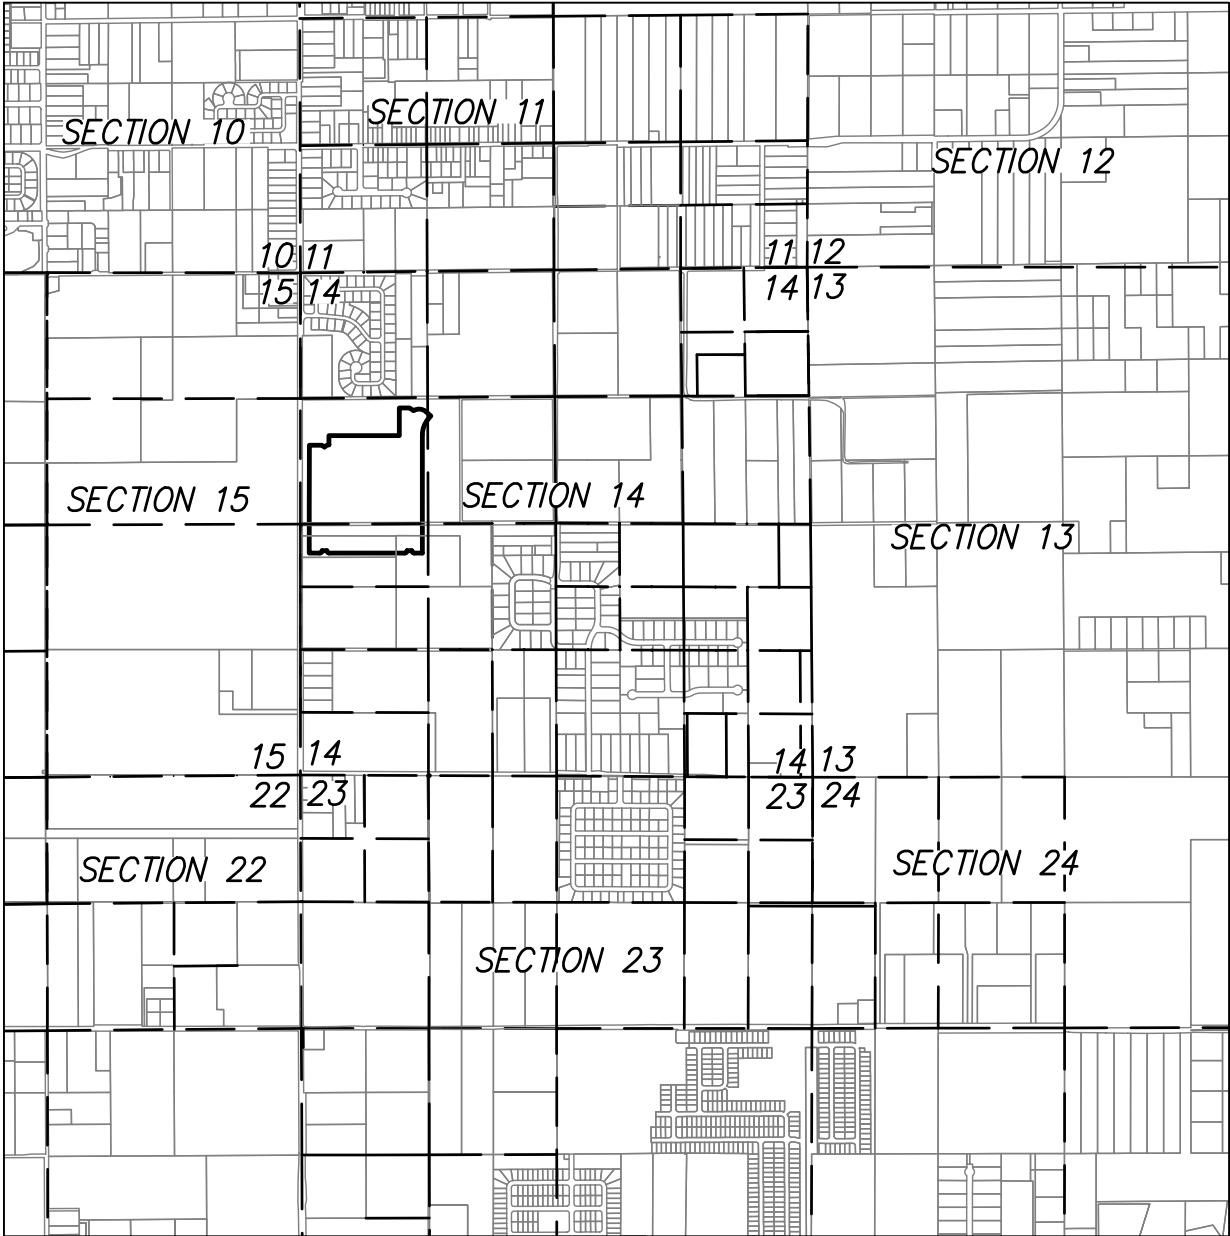 SECTION 10
SECTION 11
SECTION 12
10 11
15 14
11 12
14 13
SECTION 15
SECTION 14
SECTION 13
15 14
22 23
14 13
23 24
SECTION 22
SECTION 24
SECTION 23